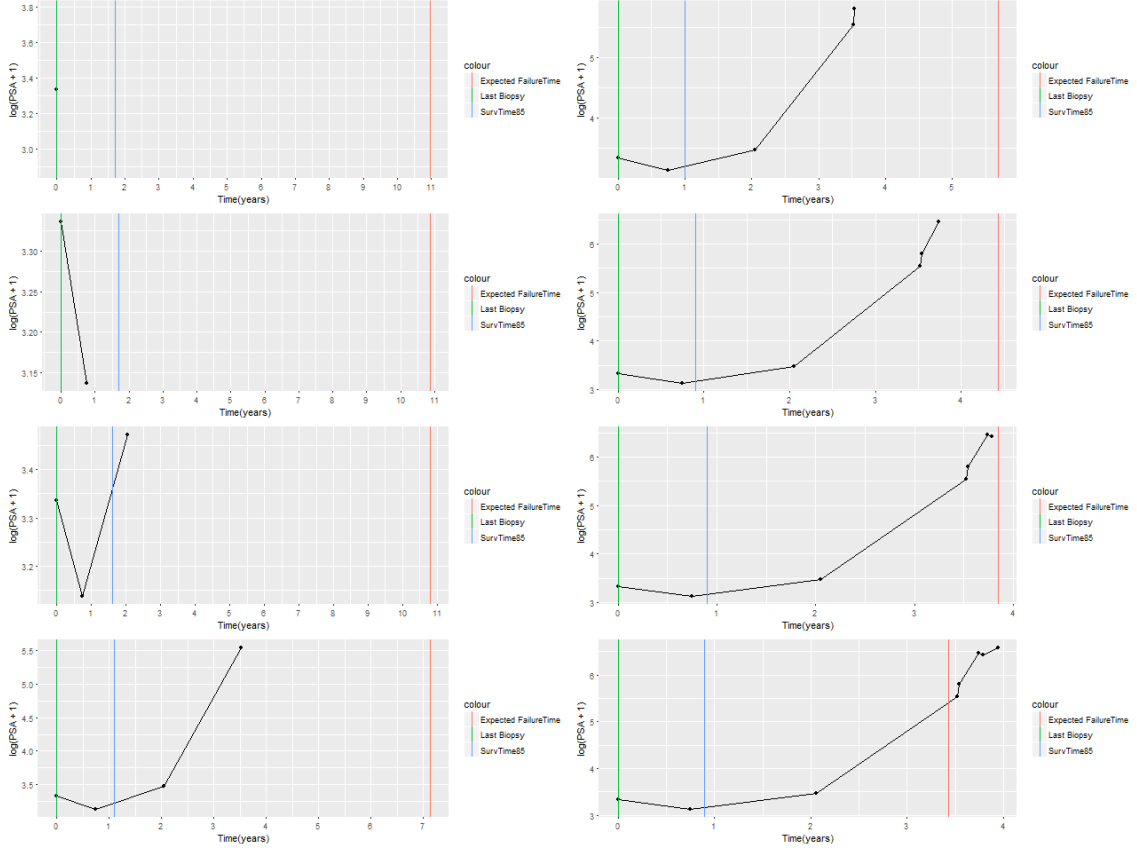 log(PSA + 1)
3.8
3.6
3.4
3.2
3.0
0 1 2 3 4 5 6 7 8 9 10 11
Time(years)
colour
Expected FailureTime
Last Biopsy
SurvTime85
log(PSA + 1)
5
4
0 1 2 3 4 5
Time(years)
colour
Expected FailureTime
Last Biopsy
SurvTime85
log(PSA + 1)
3.30
3.25
3.20
3.15
0 1 2 3 4 5 6 7 8 9 10 11
Time(years)
colour
Expected FailureTime
Last Biopsy
SurvTime85
log(PSA + 1)
6
5
4
3
0 1 2 3 4
Time(years)
colour
Expected FailureTime
Last Biopsy
SurvTime85
log(PSA + 1)
3.4
3.3
3.2
0 1 2 3 4 5 6 7 8 9 10 11
Time(years)
colour
Expected FailureTime
Last Biopsy
SurvTime85
log(PSA + 1)
6
5
4
3
0 1 2 3 4
Time(years)
colour
Expected FailureTime
Last Biopsy
SurvTime85
log(PSA + 1)
5.5
5.0
4.5
4.0
3.5
0 1 2 3 4 5 6 7
Time(years)
colour
Expected FailureTime
Last Biopsy
SurvTime85
log(PSA + 1)
6
5
4
3
0 1 2 3 4
Time(years)
colour
Expected FailureTime
Last Biopsy
SurvTime85